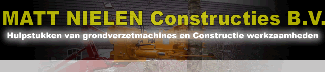 MATT NIELEN Constructies B.V.
Hulpstukken van grondverzetmachines en Constructie werkzaamheden